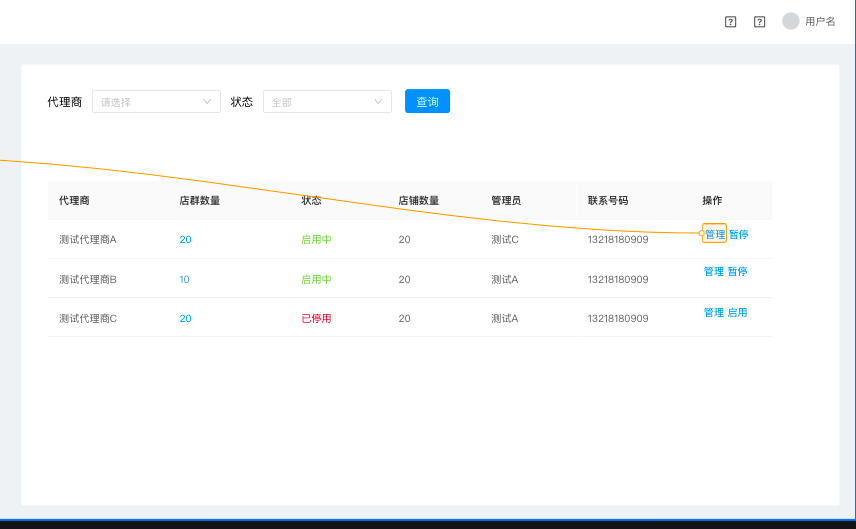 用户名
代理商 请选择 状态 全部 查询
代理商 店群数量 状态 店铺数量 管理员 联系号码 操作
测试代理商A 20 启用中 20 测试C 13218180909 管理 暂停
测试代理商B 10 启用中 20 测试A 13218180909 管理 暂停
测试代理商C 20 已停用 20 测试A 13218180909 管理 启用